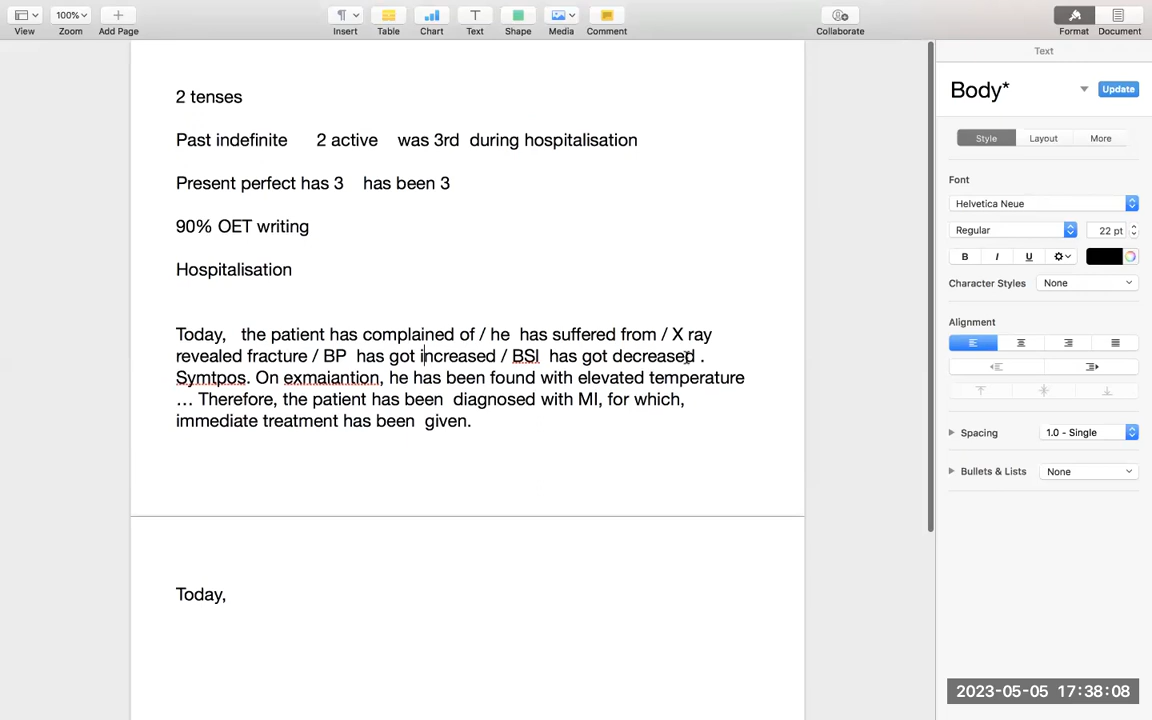 100%
View
Zoom
Add Page
Insert
Table
Chart
Text
Shape
Media
Comment
Collaborate
Format
Document
2 tenses
Past indefinite 2 active was 3rd during hospitalisation
Present perfect has 3 has been 3
90% OET writing
Hospitalisation
Today, the patient has complained of / he has suffered from / X ray
revealed fracture / BP has got increased / BSl has got decreased .
Symtpos. On exmaiantion, he has been found with elevated temperature
… Therefore, the patient has been diagnosed with MI, for which,
immediate treatment has been given.
Today,
Text
Body*
Update
Style
Layout
More
Font
Helvetica Neue
Regular
22 pt
B I U
Character Styles
None
Alignment
Spacing
1.0 - Single
Bullets & Lists
None
2023-05-05 17:38:08